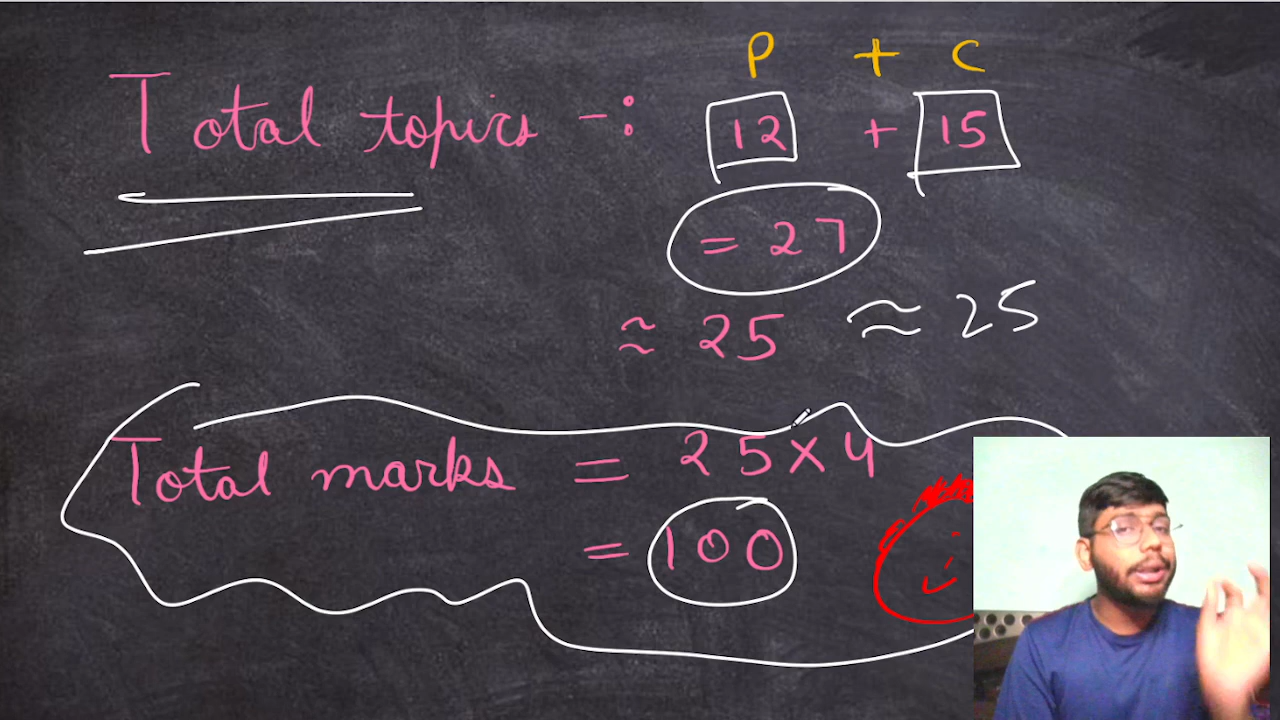 P + C
Total topics -: 12 + 15
= 27
≈ 25 ≈ 25
Total marks = 25 x 4
= 100